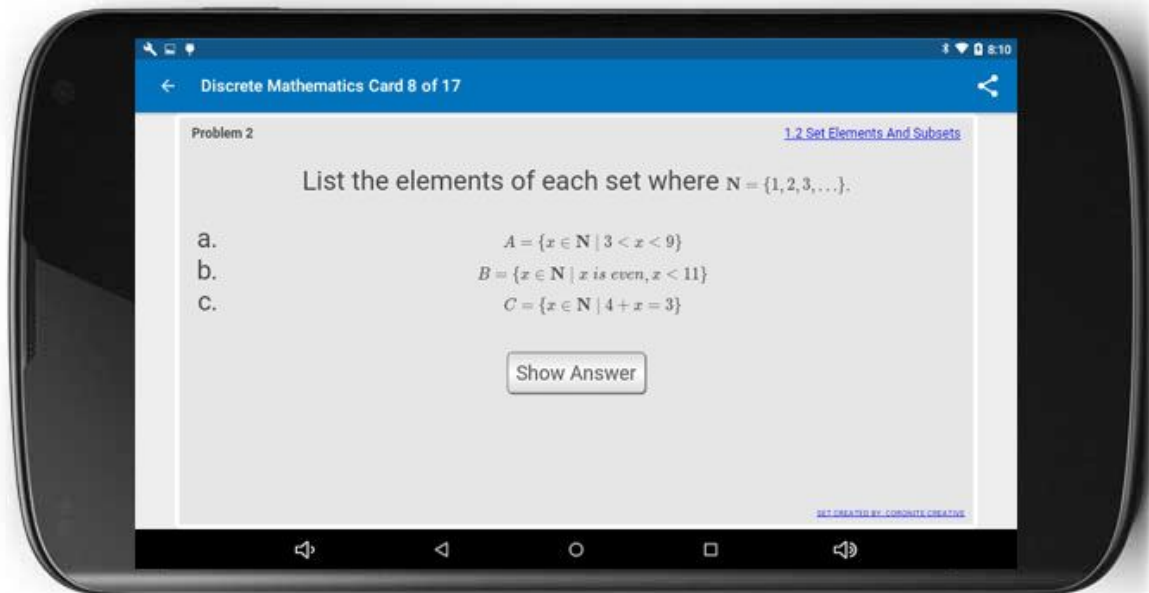 8:10
Discrete Mathematics Card 8 of 17
Problem 2
1.2 Set Elements And Subsets
List the elements of each set where N = {1, 2, 3, . . .}.
a. A = {x ∈ N | 3 < x < 9}
b. B = {x ∈ N | x is even, x < 11}
c. C = {x ∈ N | 4 + x = 3}
Show Answer
SET CREATED BY: CORONITE CREATIVE